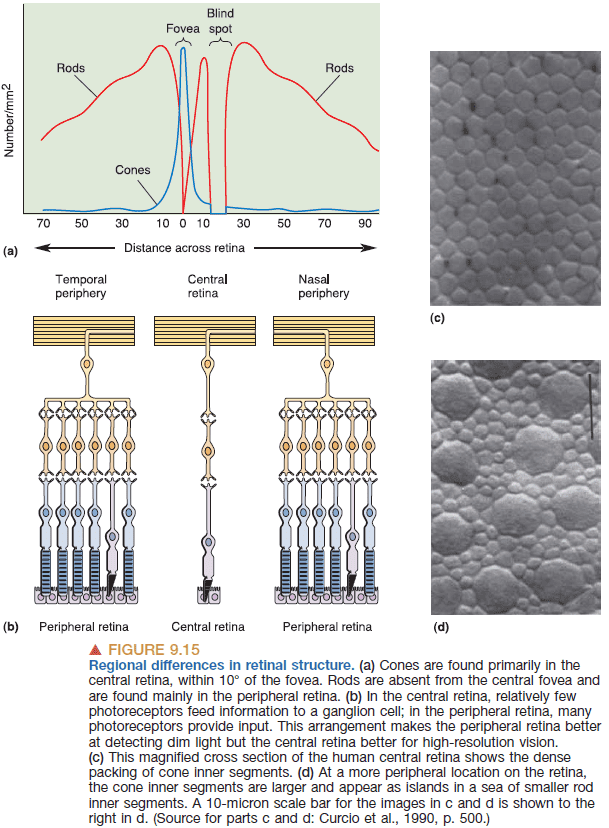 Blind
Fovea spot
Rods
Rods
Number/mm2
Cones
70 50 30 10 0 10 30 50 70 90
(a) Distance across retina
Temporal
periphery
Central
retina
Nasal
periphery
(c)
(b) Peripheral retina Central retina Peripheral retina (d)
▲ FIGURE 9.15
Regional differences in retinal structure. (a) Cones are found primarily in the
central retina, within 10° of the fovea. Rods are absent from the central fovea and
are found mainly in the peripheral retina. (b) In the central retina, relatively few
photoreceptors feed information to a ganglion cell; in the peripheral retina, many
photoreceptors provide input. This arrangement makes the peripheral retina better
at detecting dim light but the central retina better for high-resolution vision.
(c) This magnified cross section of the human central retina shows the dense
packing of cone inner segments. (d) At a more peripheral location on the retina,
the cone inner segments are larger and appear as islands in a sea of smaller rod
inner segments. A 10-micron scale bar for the images in c and d is shown to the
right in d. (Source for parts c and d: Curcio et al., 1990, p. 500.)